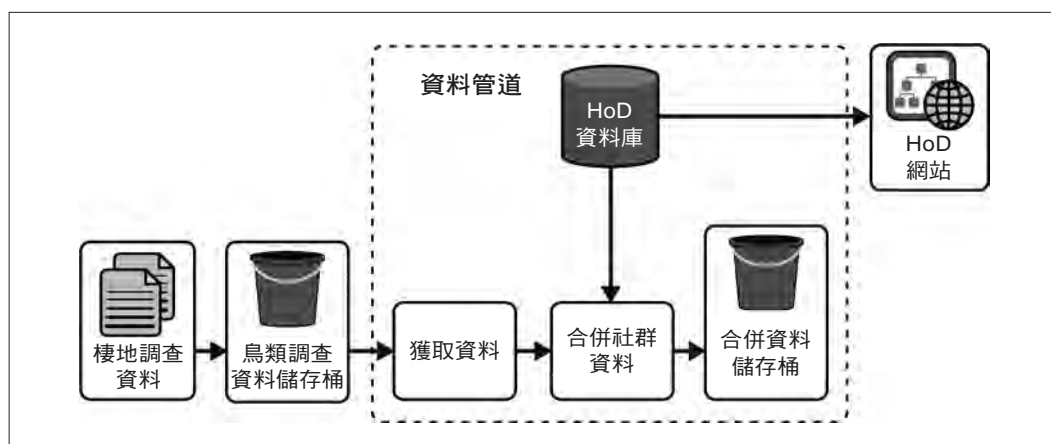 資料管道
HoD
資料庫
HoD
網站
棲地調查
資料
鳥類調查
資料儲存桶
獲取資料
合併社群
資料
合併資料
儲存桶